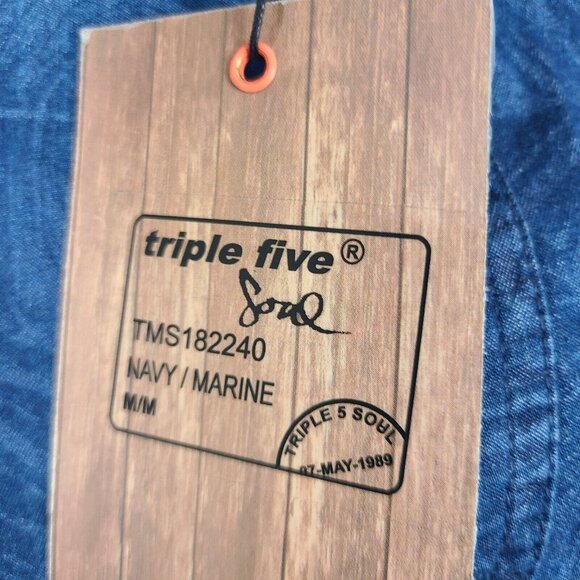 triple five®
Soul
TMS182240
NAVY / MARINE
M/M
TRIPLE 5 SOUL
07-MAY-1989